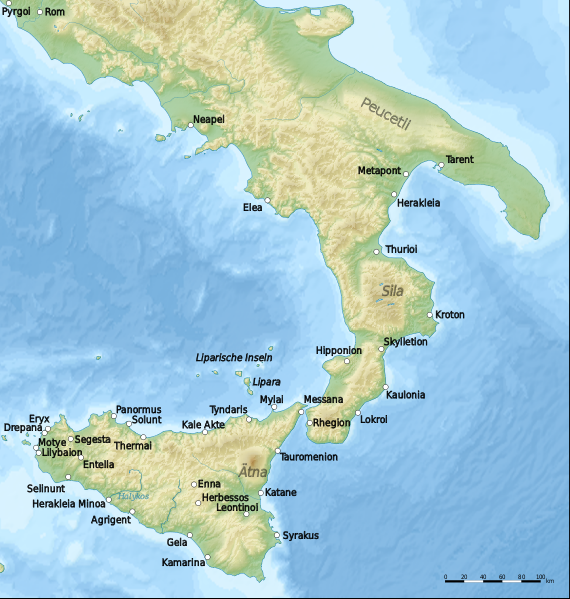 Pyrgoi
Rom
Neapel
Peucetli
Tarent
Metapont
Herakleia
Elea
Thurioi
Sila
Kroton
Skylletion
Hipponion
Liparische Inseln
Lipara
Kaulonia
Mylai
Messana
Tyndaris
Rhegion
Lokroi
Panormus
Solunt
Kale Akte
Eryx
Drepana
Thermai
Motye
Segesta
Lilybaion
Entella
Tauromenion
Ätna
Selinunt
Enna
Katane
Halykos
Herbessos
Herakleia Minoa
Leontinoi
Agrigent
Syrakus
Gela
Kamarina
0 20 40 60 80 100 km